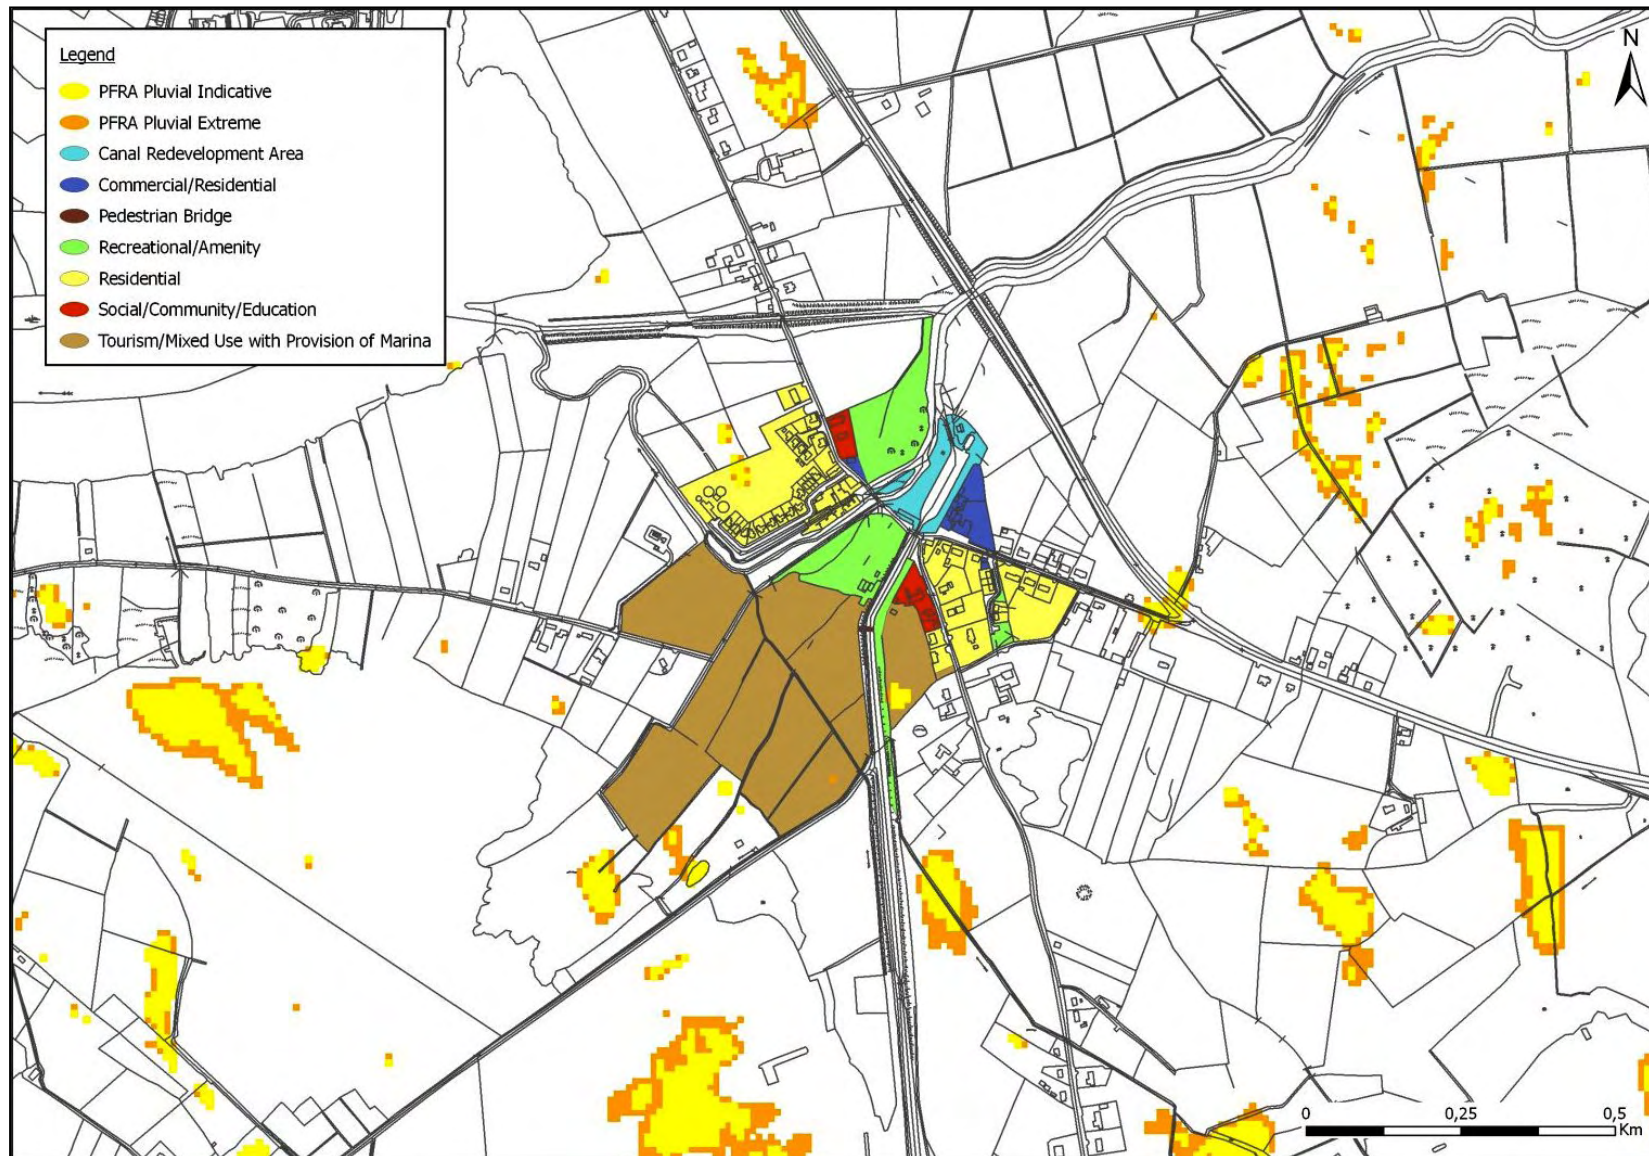 Legend
PFRA Pluvial Indicative
PFRA Pluvial Extreme
Canal Redevelopment Area
Commercial/Residential
Pedestrian Bridge
Recreational/Amenity
Residential
Social/Community/Education
Tourism/Mixed Use with Provision of Marina
N
0 0,25 0,5
Km